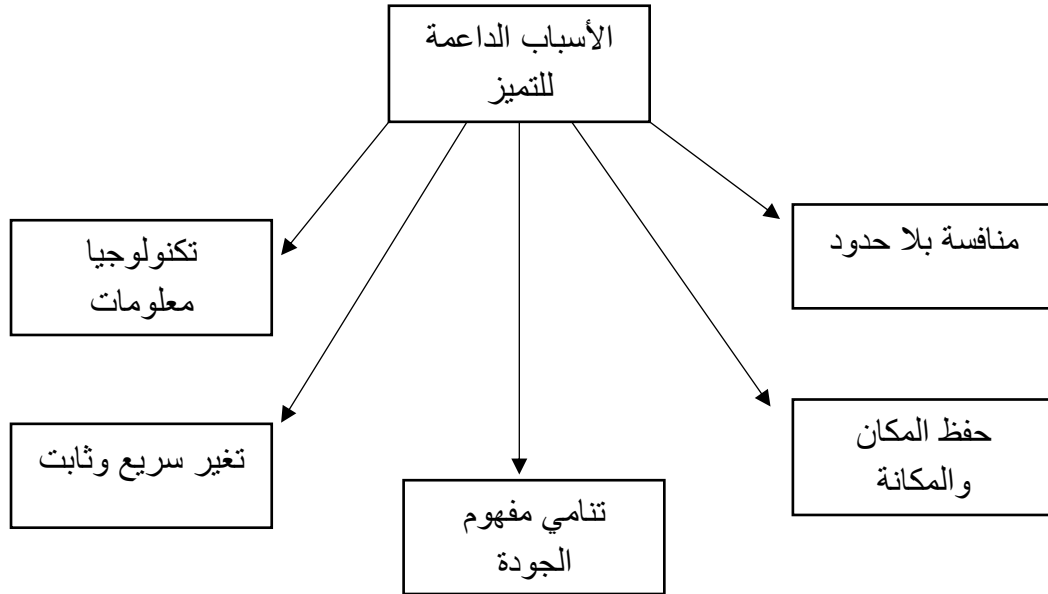 الأسباب الداعمة
للتميز
منافسة بلا حدود
تكنولوجيا
معلومات
حفظ المكان
والمكانة
تغير سريع وثابت
تنامي مفهوم
الجودة